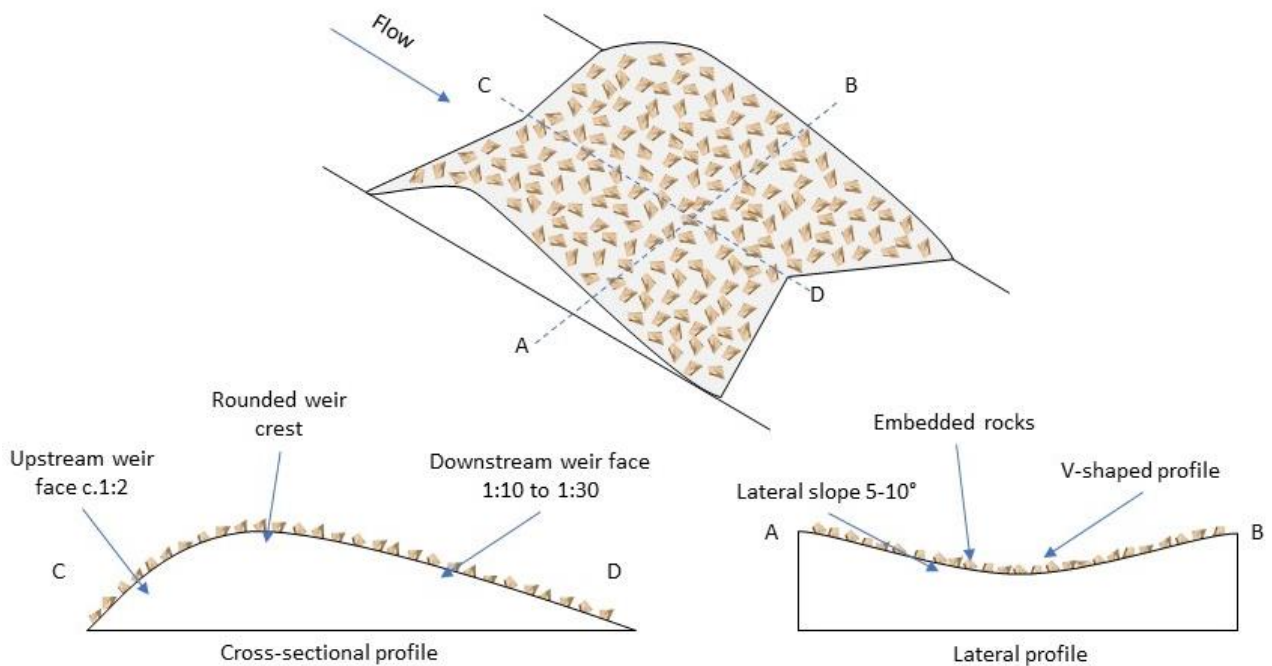 Flow
C
B
A
D
Rounded weir
crest
Upstream weir
face c.1:2
Downstream weir face
1:10 to 1:30
C
D
Cross-sectional profile
Embedded rocks
V-shaped profile
Lateral slope 5-10°
A
B
Lateral profile